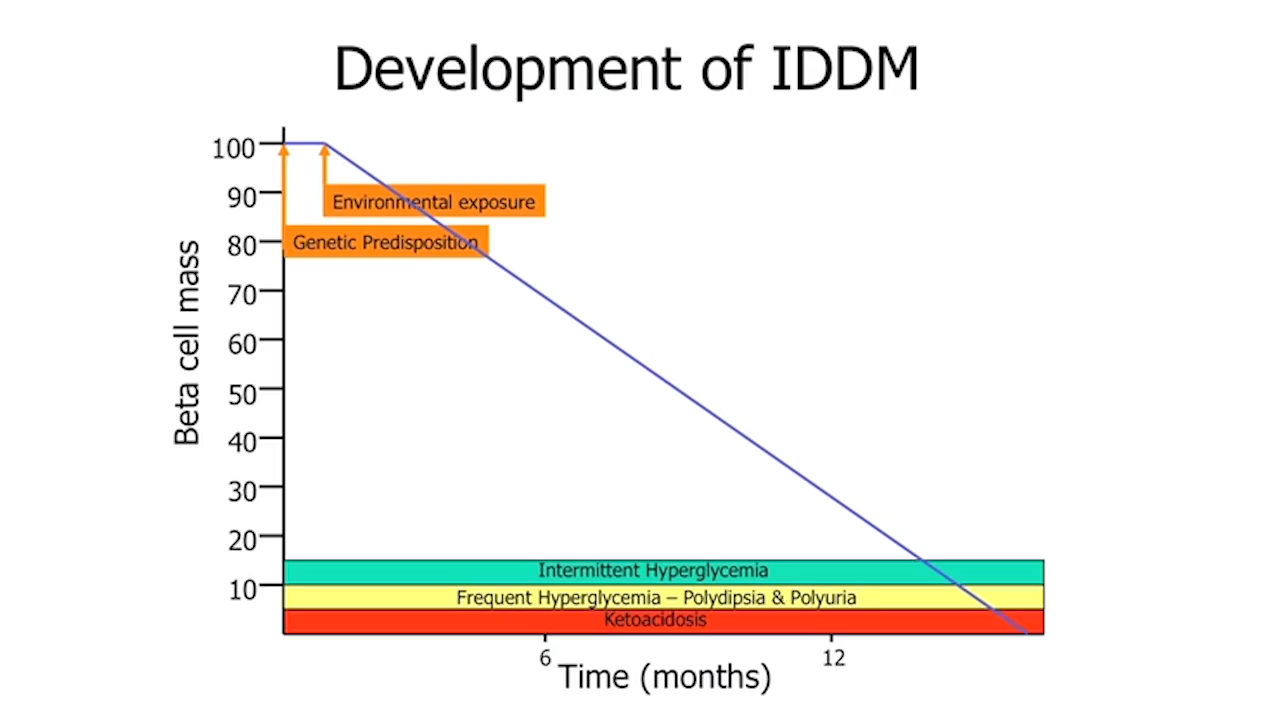 Development of IDDM
100
90
80
70
60
50
40
30
20
10
Beta cell mass
Environmental exposure
Genetic Predisposition
Intermittent Hyperglycemia
Frequent Hyperglycemia – Polydipsia & Polyuria
Ketoacidosis
6
12
Time (months)